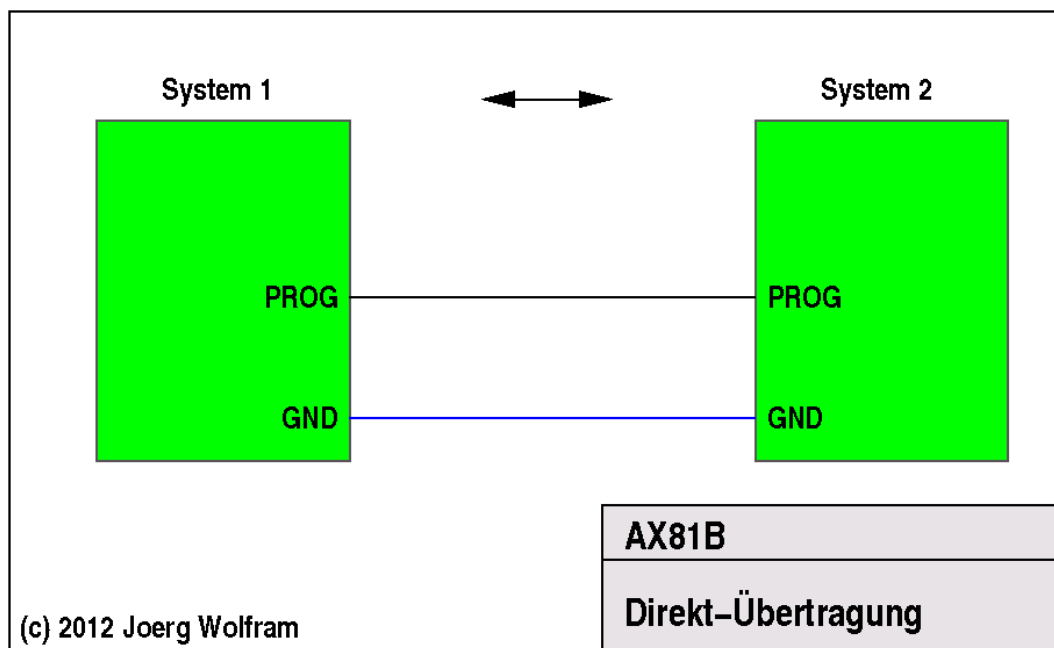 System 1
System 2
PROG
PROG
GND
GND
AX81B
Direkt–Übertragung
(c) 2012 Joerg Wolfram